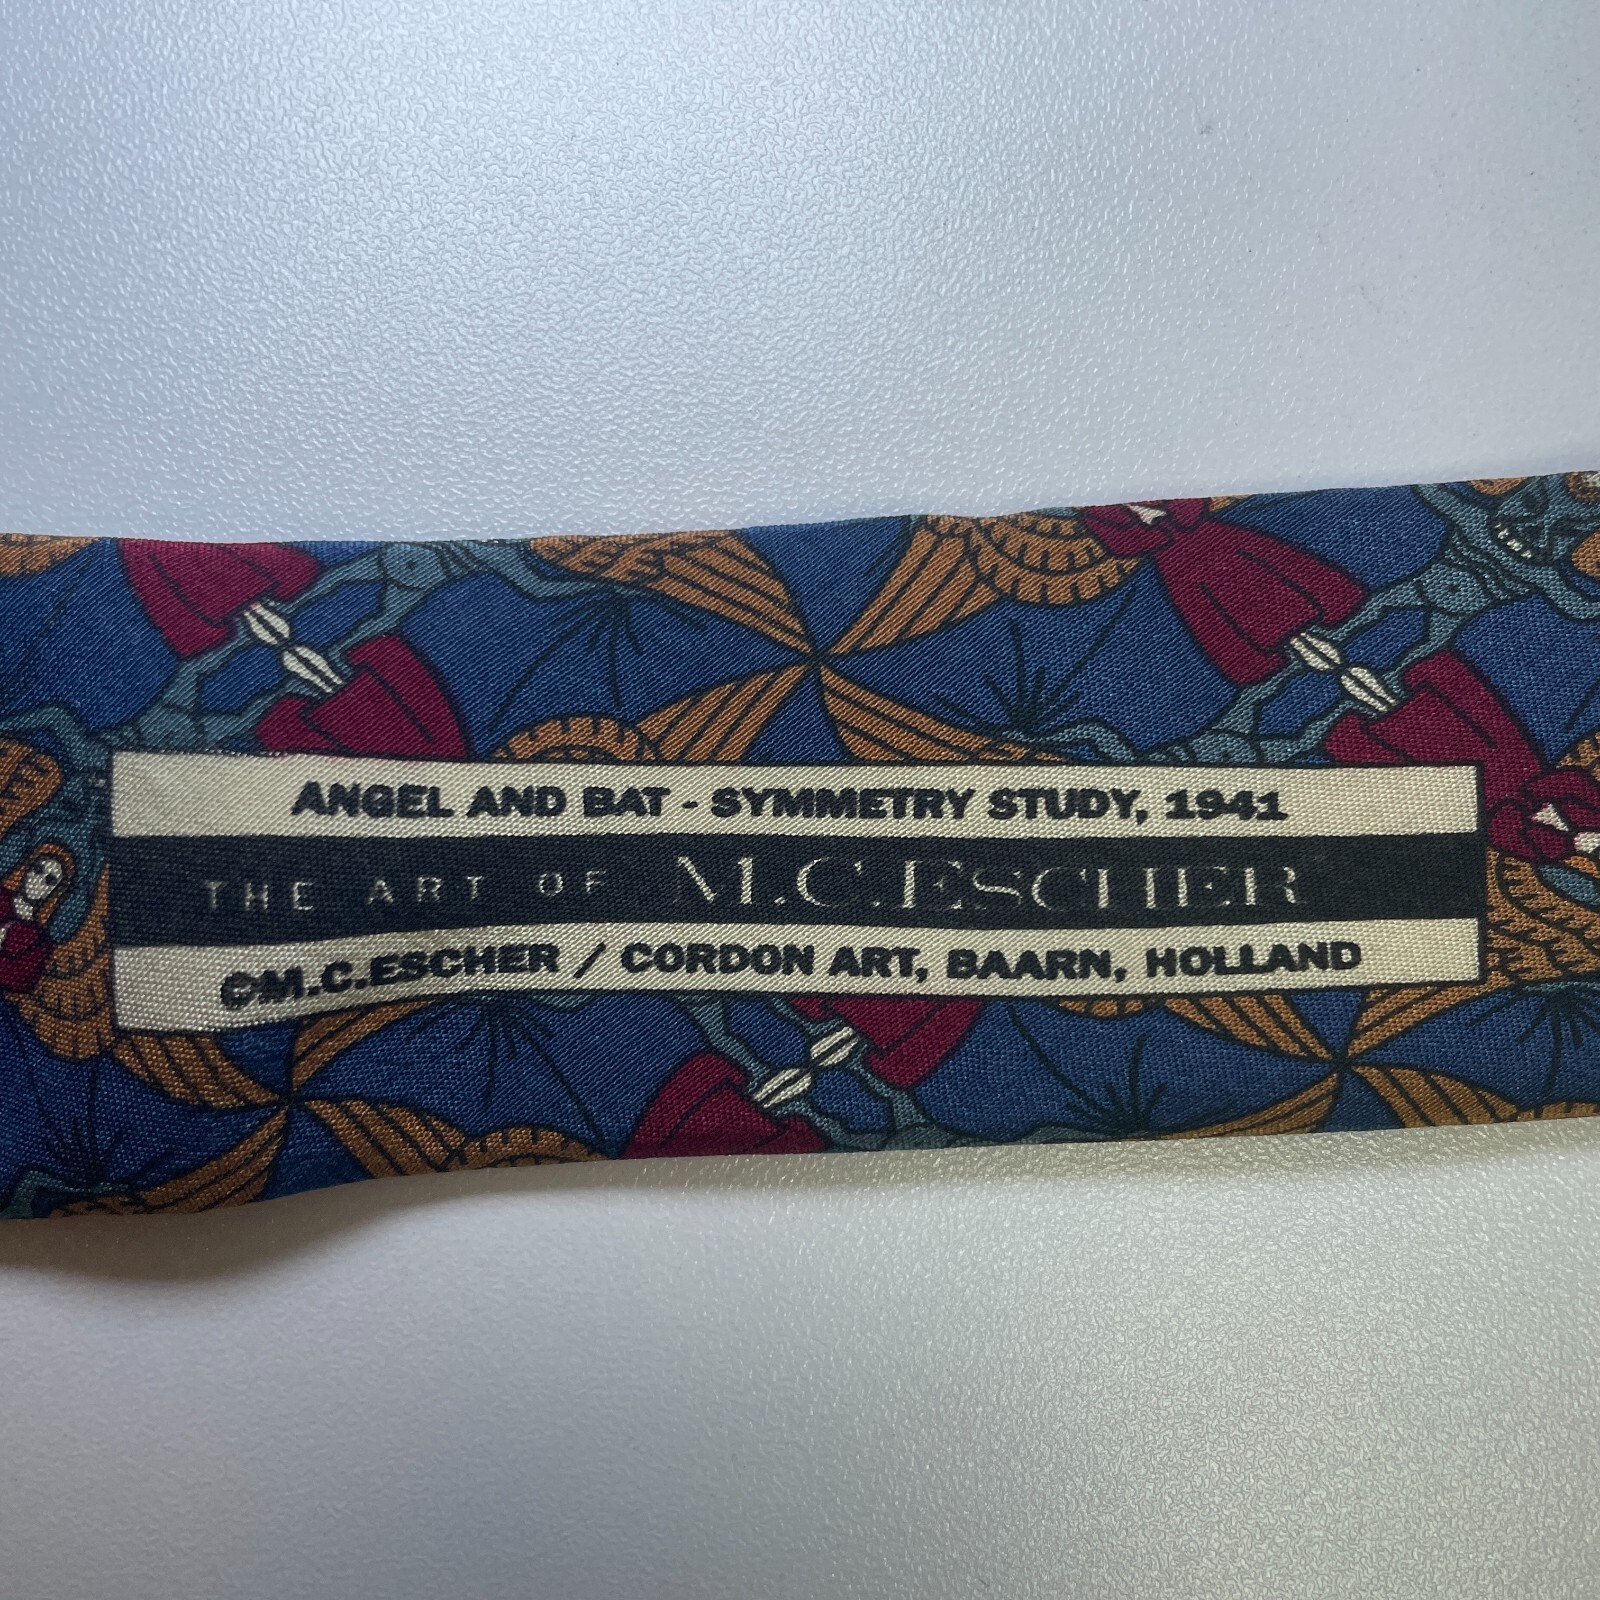 ANGEL AND BAT - SYMMETRY STUDY, 1941
THE ART OF M.C.ESCHER
©M.C.ESCHER / CORDON ART, BAARN, HOLLAND